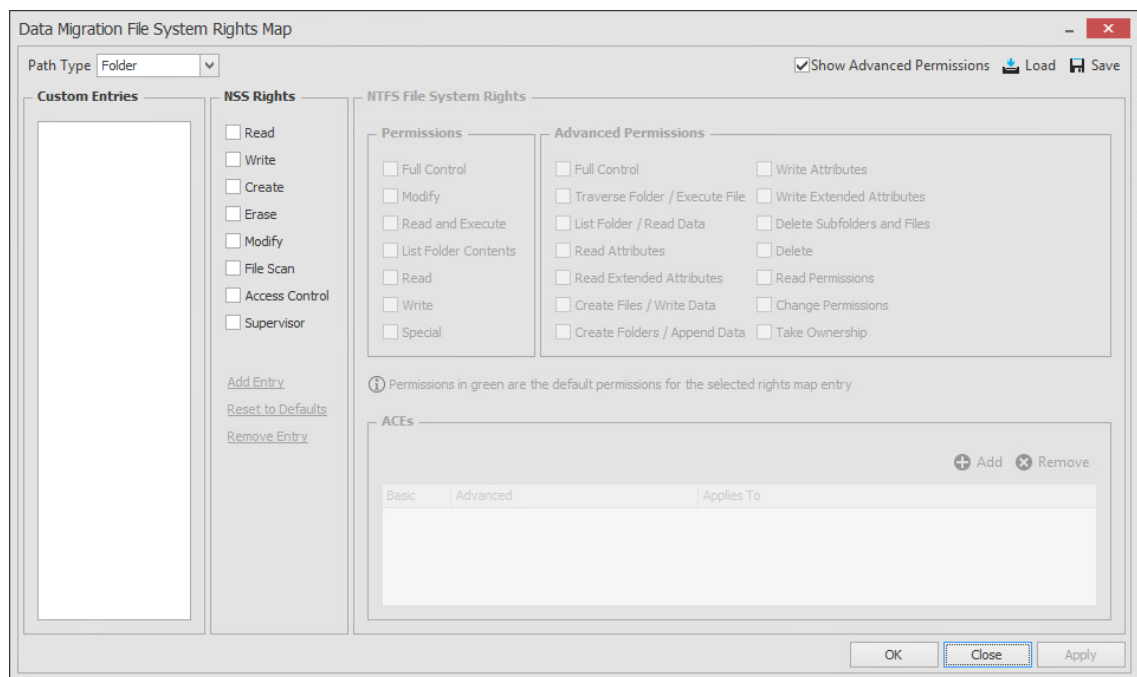 Data Migration File System Rights Map
Path Type Folder Show Advanced Permissions Load Save
Custom Entries
NSS Rights
Read
Write
Create
Erase
Modify
File Scan
Access Control
Supervisor
Add Entry
Reset to Defaults
Remove Entry
NTFS File System Rights
Permissions
Full Control
Modify
Read and Execute
List Folder Contents
Read
Write
Special
Advanced Permissions
Full Control
Traverse Folder / Execute File
List Folder / Read Data
Read Attributes
Read Extended Attributes
Create Files / Write Data
Create Folders / Append Data
Write Attributes
Write Extended Attributes
Delete Subfolders and Files
Delete
Read Permissions
Change Permissions
Take Ownership
Permissions in green are the default permissions for the selected rights map entry
ACEs
Add Remove
Basic Advanced Applies To
OK Close Apply